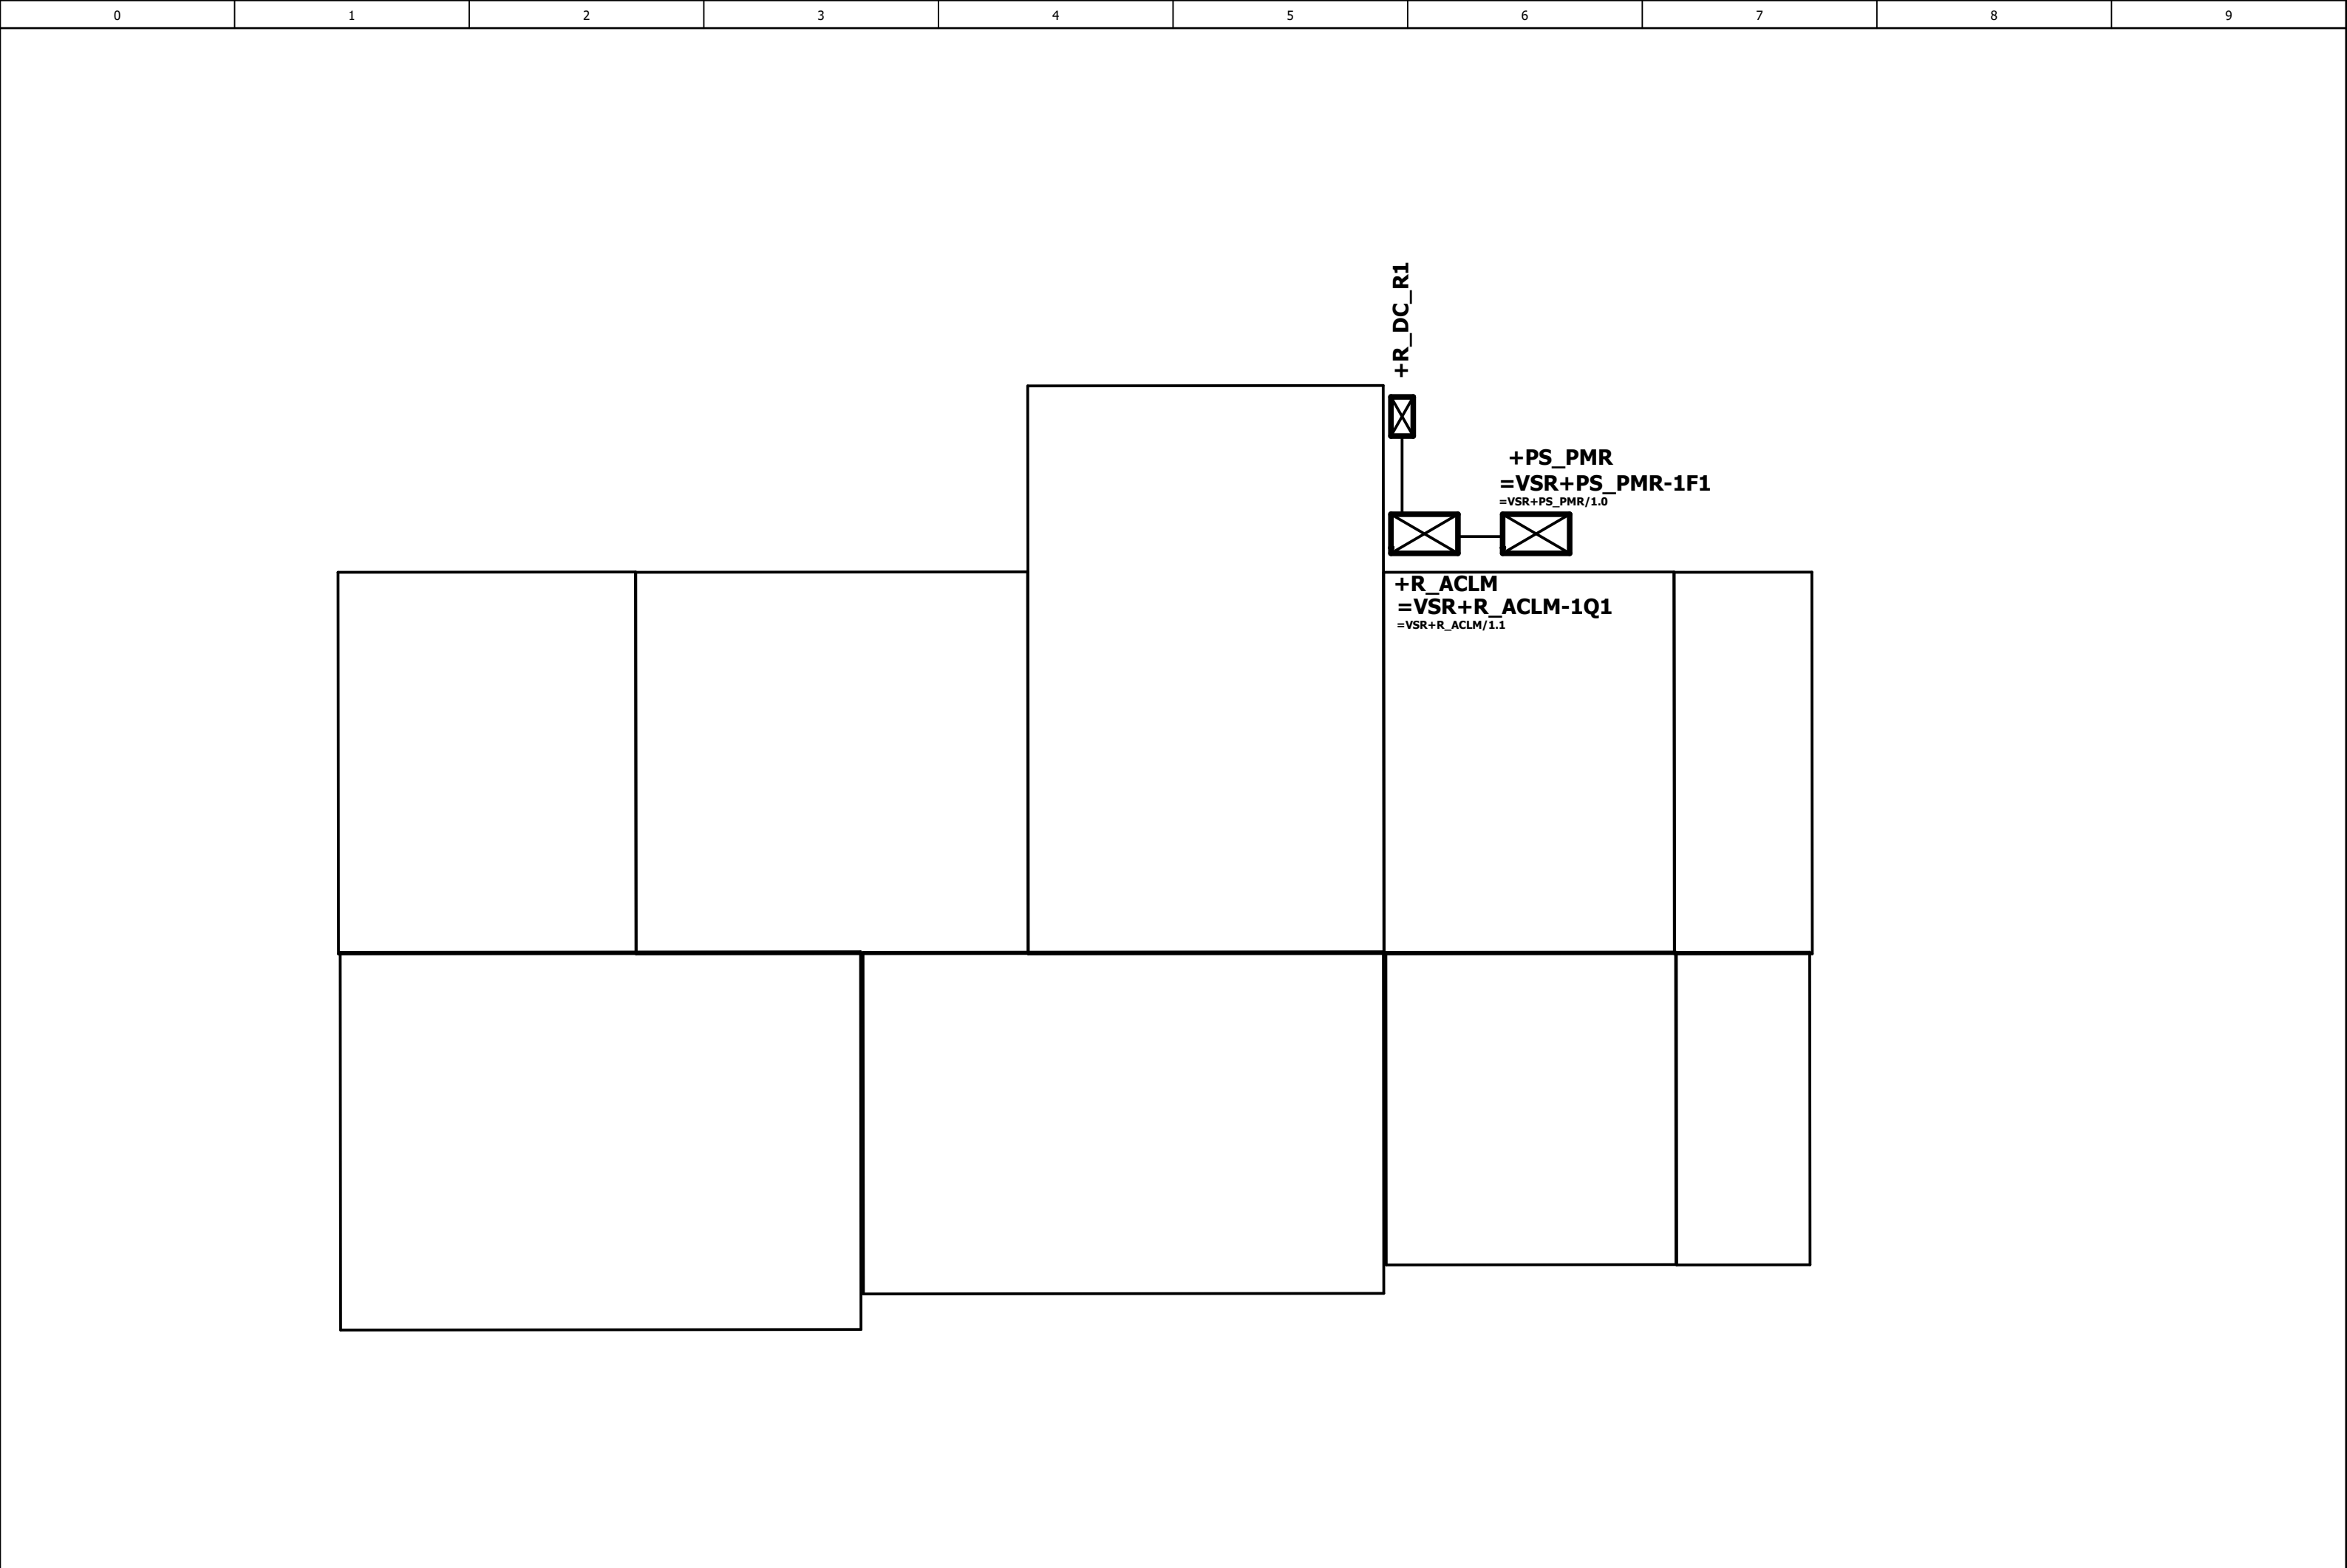 0 1 2 3 4 5 6 7 8 9
+R_DC_R1
+PS_PMR
=VSR+PS_PMR-1F1
=VSR+PS_PMR/1.0
+R_ACLM
=VSR+R_ACLM-1Q1
=VSR+R_ACLM/1.1